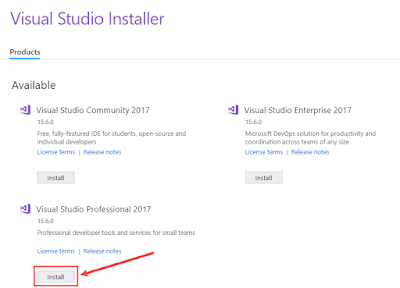 Visual Studio Installer
Products
Available
Visual Studio Community 2017
15.6.0
Free, fully-featured IDE for students, open-source and
individual developers
License terms | Release notes
Install
Visual Studio Enterprise 2017
15.6.0
Microsoft DevOps solution for productivity and
coordination across teams of any size
License terms | Release notes
Install
Visual Studio Professional 2017
15.6.0
Professional developer tools and services for small teams
License terms | Release notes
Install